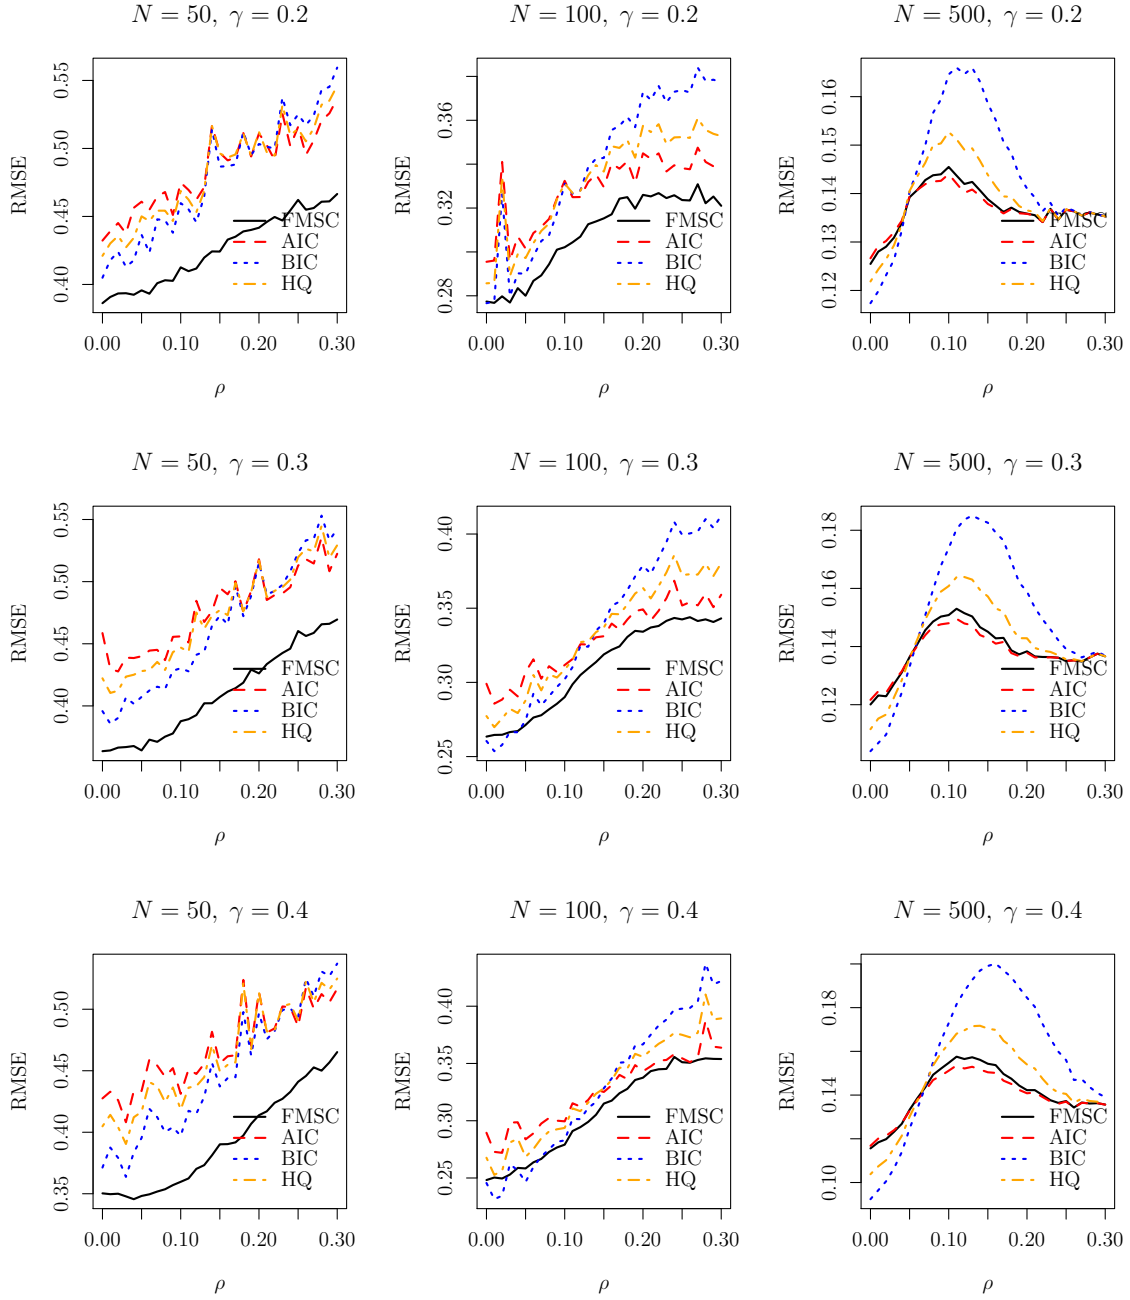 N = 50, γ = 0.2
RMSE
0.55
0.50
0.45
0.40
FMSC
AIC
BIC
HQ
0.00 0.10 0.20 0.30
ρ
N = 100, γ = 0.2
RMSE
0.36
0.32
0.28
FMSC
AIC
BIC
HQ
0.00 0.10 0.20 0.30
ρ
N = 500, γ = 0.2
RMSE
0.16
0.15
0.14
0.13
0.12
FMSC
AIC
BIC
HQ
0.00 0.10 0.20 0.30
ρ
N = 50, γ = 0.3
RMSE
0.55
0.50
0.45
0.40
FMSC
AIC
BIC
HQ
0.00 0.10 0.20 0.30
ρ
N = 100, γ = 0.3
RMSE
0.40
0.35
0.30
0.25
FMSC
AIC
BIC
HQ
0.00 0.10 0.20 0.30
ρ
N = 500, γ = 0.3
RMSE
0.18
0.16
0.14
0.12
FMSC
AIC
BIC
HQ
0.00 0.10 0.20 0.30
ρ
N = 50, γ = 0.4
RMSE
0.50
0.45
0.40
0.35
FMSC
AIC
BIC
HQ
0.00 0.10 0.20 0.30
ρ
N = 100, γ = 0.4
RMSE
0.40
0.35
0.30
0.25
FMSC
AIC
BIC
HQ
0.00 0.10 0.20 0.30
ρ
N = 500, γ = 0.4
RMSE
0.18
0.14
0.10
FMSC
AIC
BIC
HQ
0.00 0.10 0.20 0.30
ρ